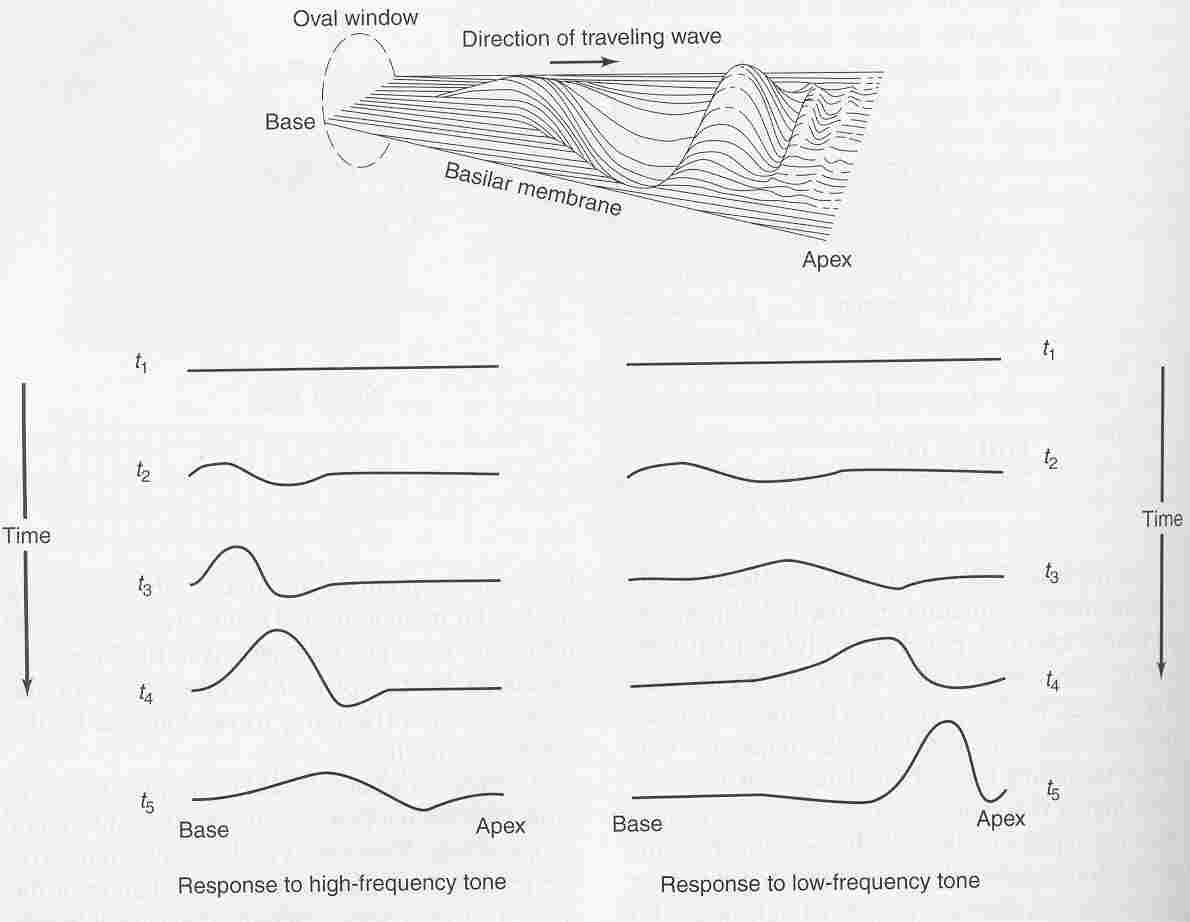 Oval window
Direction of traveling wave
Base
Basilar membrane
Apex
t1
t1
t2
t2
Time
Time
t3
t3
t4
t4
t5
t5
Base
Apex
Base
Apex
Response to high-frequency tone
Response to low-frequency tone